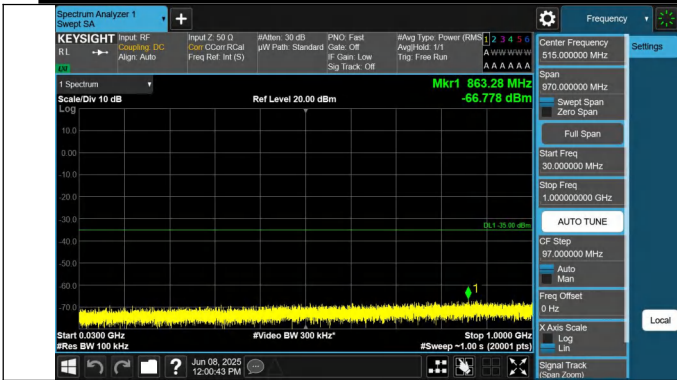 Spectrum Analyzer 1
Swept SA
+
Frequency
KEYSIGHT
RL
LXI
Input: RF
Coupling: DC
Align: Auto
Input Z: 50 Ω
Corr CCorr RCal
Freq Ref: Int (S)
#Atten: 30 dB
µW Path: Standard
PNO: Fast
Gate: Off
IF Gain: Low
Sig Track: Off
#Avg Type: Power (RMS
Avg|Hold: 1/1
Trig: Free Run
1 2 3 4 5 6
A W W W W W
A A A A A A
1 Spectrum
Scale/Div 10 dB
Log
Ref Level 20.00 dBm
Mkr1 863.28 MHz
-66.778 dBm
10.0
0.00
-10.0
-20.0
-30.0
DL1 -35.00 dBm
-40.0
-50.0
-60.0
1
-70.0
Start 0.0300 GHz
#Res BW 100 kHz
#Video BW 300 kHz*
Stop 1.0000 GHz
#Sweep ~1.00 s (20001 pts)
?
Jun 08, 2025
12:00:43 PM
Center Frequency
515.000000 MHz
Settings
Span
970.000000 MHz
Swept Span
Zero Span
Full Span
Start Freq
30.000000 MHz
Stop Freq
1.000000000 GHz
AUTO TUNE
CF Step
97.000000 MHz
Auto
Man
Freq Offset
0 Hz
X Axis Scale
Log
Lin
Local
Signal Track
(Span Zoom)